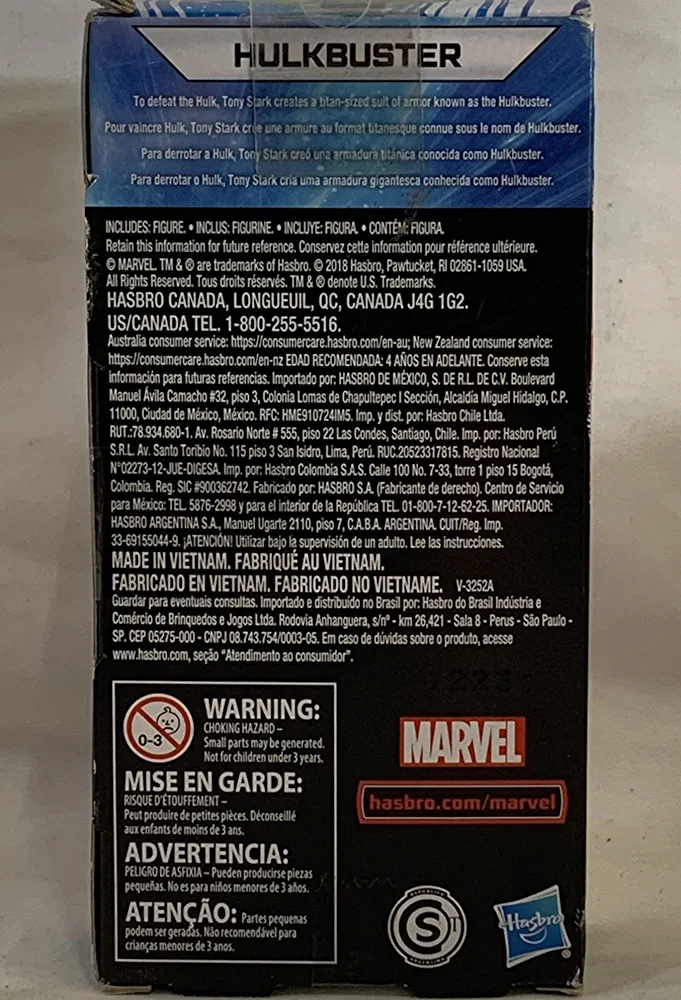 HULKBUSTER
To defeat the Hulk, Tony Stark creates a titan-sized suit of armor known as the Hulkbuster.
Pour vaincre Hulk, Tony Stark crée une armure au format titanesque connue sous le nom de Hulkbuster.
Para derrotar a Hulk, Tony Stark creó una armadura titánica conocida como Hulkbuster.
Para derrotar o Hulk, Tony Stark cria uma armadura gigantesca conhecida como Hulkbuster.
INCLUDES: FIGURE. • INCLUS: FIGURINE. • INCLUYE: FIGURA. • CONTÉM: FIGURA.
Retain this information for future reference. Conservez cette information pour référence ultérieure.
© MARVEL. TM & ® are trademarks of Hasbro. © 2018 Hasbro, Pawtucket, RI 02861-1059 USA.
All Rights Reserved. Tous droits réservés. TM & ® denote U.S. Trademarks.
HASBRO CANADA, LONGUEUIL, QC, CANADA J4G 1G2.
US/CANADA TEL. 1-800-255-5516.
Australia consumer service: https://consumercare.hasbro.com/en-au; New Zealand consumer service:
https://consumercare.hasbro.com/en-nz EDAD RECOMENDADA: 4 AÑOS EN ADELANTE. Conserve esta
información para futuras referencias. Importado por: HASBRO DE MÉXICO, S. DE R.L. DE C.V. Boulevard
Manuel Ávila Camacho #32, piso 3, Colonia Lomas de Chapultepec I Sección, Alcaldía Miguel Hidalgo, C.P.
11000, Ciudad de México, México. RFC: HME910724IM5. Imp. y dist. por: Hasbro Chile Ltda.
RUT.:78.934.680-1. Av. Rosario Norte # 555, piso 22 Las Condes, Santiago, Chile. Imp. por: Hasbro Perú
S.R.L. Av. Santo Toribio No. 115 piso 3 San Isidro, Lima, Perú. RUC.20523317815. Registro Nacional
N°02273-12-JUE-DIGESA. Imp. por: Hasbro Colombia S.A.S. Calle 100 No. 7-33, torre 1 piso 15 Bogotá,
Colombia. Reg. SIC #900362742. Fabricado por: HASBRO S.A. (Fabricante de derecho). Centro de Servicio
para México: TEL. 5876-2998 y para el interior de la República TEL. 01-800-7-12-62-25. IMPORTADOR:
HASBRO ARGENTINA S.A., Manuel Ugarte 2110, piso 7, C.A.B.A. ARGENTINA. CUIT/Reg. Imp.
33-69155044-9. ¡ATENCIÓN! Utilizar bajo la supervisión de un adulto. Lee las instrucciones.
MADE IN VIETNAM. FABRIQUÉ AU VIETNAM.
FABRICADO EN VIETNAM. FABRICADO NO VIETNAME. V-3252A
Guardar para eventuais consultas. Importado e distribuído no Brasil por: Hasbro do Brasil Indústria e
Comércio de Brinquedos e Jogos Ltda. Rodovia Anhanguera, s/nº - km 26,421 - Sala 8 - Perus - São Paulo -
SP. CEP 05275-000 - CNPJ 08.743.754/0003-05. Em caso de dúvidas sobre o produto, acesse
www.hasbro.com, seção "Atendimento ao consumidor".
0-3
WARNING:
CHOKING HAZARD –
Small parts may be generated.
Not for children under 3 years.
MISE EN GARDE:
RISQUE D'ÉTOUFFEMENT –
Peut produire de petites pièces. Déconseillé
aux enfants de moins de 3 ans.
ADVERTENCIA:
PELIGRO DE ASFIXIA – Pueden producirse piezas
pequeñas. No es para niños menores de 3 años.
ATENÇÃO: Partes pequenas
podem ser geradas. Não recomendável para
crianças menores de 3 anos.
MARVEL
hasbro.com/marvel
REPUBLICA
S T
ARGENTINA
Hasbro